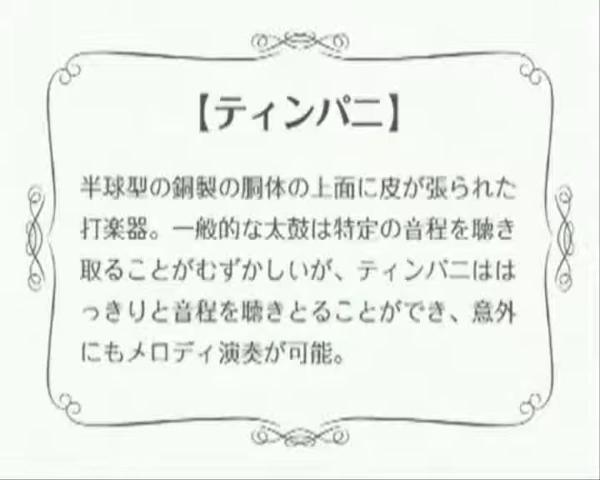 【ティンパニ】
半球型の銅製の胴体の上面に皮が張られた
打楽器。一般的な太鼓は特定の音程を聴き
取ることがむずかしいが、ティンパニはは
っきりと音程を聴きとることができ、意外
にもメロディ演奏が可能。